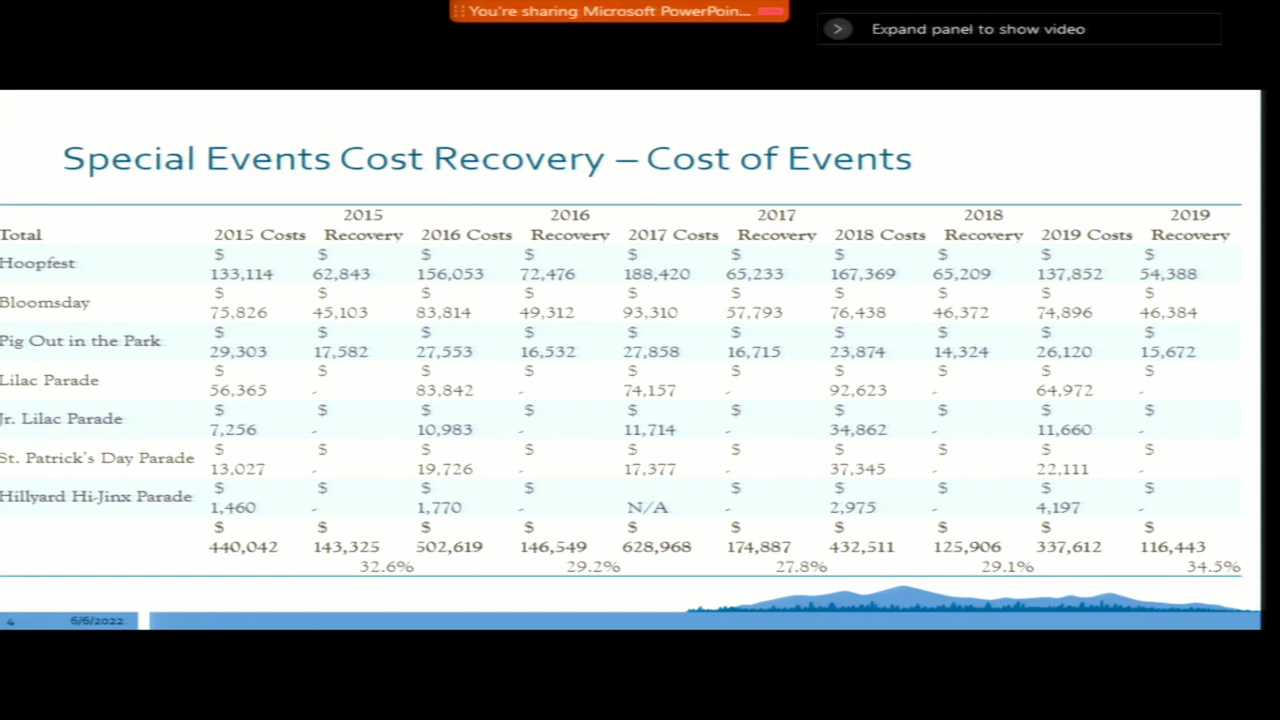 You're sharing Microsoft PowerPoin...
Expand panel to show video
Special Events Cost Recovery – Cost of Events
2015 2016 2017 2018 2019
Total 2015 Costs Recovery 2016 Costs Recovery 2017 Costs Recovery 2018 Costs Recovery 2019 Costs Recovery
Hoopfest $ 133,114 $ 62,843 $ 156,053 $ 72,476 $ 188,420 $ 65,233 $ 167,369 $ 65,209 $ 137,852 $ 54,388
Bloomsday $ 75,826 $ 45,103 $ 83,814 $ 49,312 $ 93,310 $ 57,793 $ 76,438 $ 46,372 $ 74,896 $ 46,384
Pig Out in the Park $ 29,303 $ 17,582 $ 27,553 $ 16,532 $ 27,858 $ 16,715 $ 23,874 $ 14,324 $ 26,120 $ 15,672
Lilac Parade $ 56,365 $ - $ 83,842 $ - $ 74,157 $ - $ 92,623 $ - $ 64,972 $ -
Jr. Lilac Parade $ 7,256 $ - $ 10,983 $ - $ 11,714 $ - $ 34,862 $ - $ 11,660 $ -
St. Patrick's Day Parade $ 13,027 $ - $ 19,726 $ - $ 17,377 $ - $ 37,345 $ - $ 22,111 $ -
Hillyard Hi-Jinx Parade $ 1,460 $ - $ 1,770 $ - N/A $ - $ 2,975 $ - $ 4,197 $ -
$ 440,042 $ 143,325 $ 502,619 $ 146,549 $ 628,968 $ 174,887 $ 432,511 $ 125,906 $ 337,612 $ 116,443
32.6% 29.2% 27.8% 29.1% 34.5%
4 6/6/2022